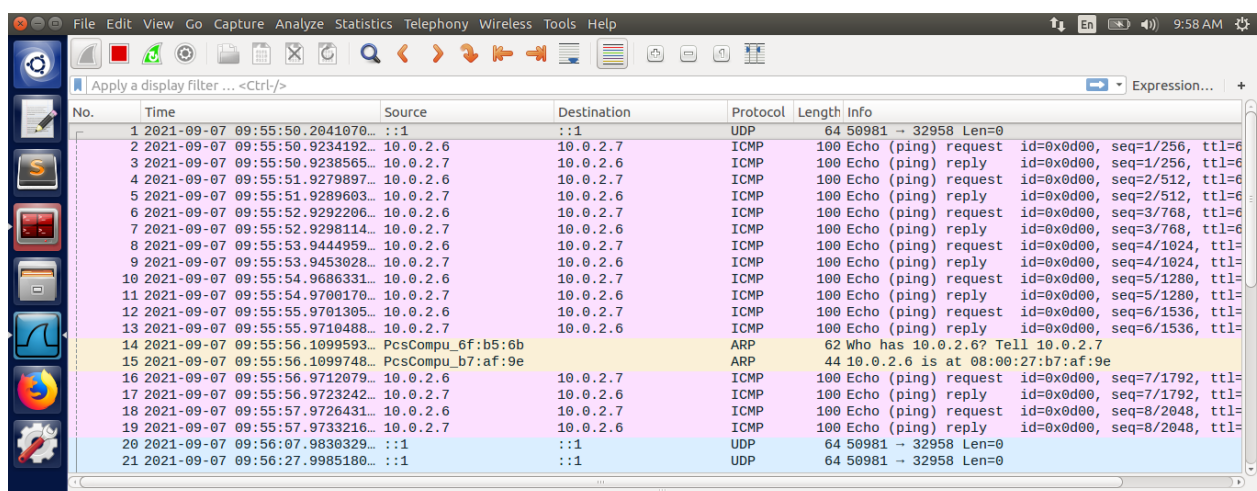 File Edit View Go Capture Analyze Statistics Telephony Wireless Tools Help En 9:58 AM
Apply a display filter … <Ctrl-/> Expression… +
No. Time Source Destination Protocol Length Info
1 2021-09-07 09:55:50.2041070… ::1 ::1 UDP 64 50981 → 32958 Len=0
2 2021-09-07 09:55:50.9234192… 10.0.2.6 10.0.2.7 ICMP 100 Echo (ping) request id=0x0d00, seq=1/256, ttl=6
3 2021-09-07 09:55:50.9238565… 10.0.2.7 10.0.2.6 ICMP 100 Echo (ping) reply id=0x0d00, seq=1/256, ttl=6
4 2021-09-07 09:55:51.9279897… 10.0.2.6 10.0.2.7 ICMP 100 Echo (ping) request id=0x0d00, seq=2/512, ttl=6
5 2021-09-07 09:55:51.9289603… 10.0.2.7 10.0.2.6 ICMP 100 Echo (ping) reply id=0x0d00, seq=2/512, ttl=6
6 2021-09-07 09:55:52.9292206… 10.0.2.6 10.0.2.7 ICMP 100 Echo (ping) request id=0x0d00, seq=3/768, ttl=6
7 2021-09-07 09:55:52.9298114… 10.0.2.7 10.0.2.6 ICMP 100 Echo (ping) reply id=0x0d00, seq=3/768, ttl=6
8 2021-09-07 09:55:53.9444959… 10.0.2.6 10.0.2.7 ICMP 100 Echo (ping) request id=0x0d00, seq=4/1024, ttl=
9 2021-09-07 09:55:53.9453028… 10.0.2.7 10.0.2.6 ICMP 100 Echo (ping) reply id=0x0d00, seq=4/1024, ttl=
10 2021-09-07 09:55:54.9686331… 10.0.2.6 10.0.2.7 ICMP 100 Echo (ping) request id=0x0d00, seq=5/1280, ttl=
11 2021-09-07 09:55:54.9700170… 10.0.2.7 10.0.2.6 ICMP 100 Echo (ping) reply id=0x0d00, seq=5/1280, ttl=
12 2021-09-07 09:55:55.9701305… 10.0.2.6 10.0.2.7 ICMP 100 Echo (ping) request id=0x0d00, seq=6/1536, ttl=
13 2021-09-07 09:55:55.9710488… 10.0.2.7 10.0.2.6 ICMP 100 Echo (ping) reply id=0x0d00, seq=6/1536, ttl=
14 2021-09-07 09:55:56.1099593… PcsCompu_6f:b5:6b ARP 62 Who has 10.0.2.6? Tell 10.0.2.7
15 2021-09-07 09:55:56.1099748… PcsCompu_b7:af:9e ARP 44 10.0.2.6 is at 08:00:27:b7:af:9e
16 2021-09-07 09:55:56.9712079… 10.0.2.6 10.0.2.7 ICMP 100 Echo (ping) request id=0x0d00, seq=7/1792, ttl=
17 2021-09-07 09:55:56.9723242… 10.0.2.7 10.0.2.6 ICMP 100 Echo (ping) reply id=0x0d00, seq=7/1792, ttl=
18 2021-09-07 09:55:57.9726431… 10.0.2.6 10.0.2.7 ICMP 100 Echo (ping) request id=0x0d00, seq=8/2048, ttl=
19 2021-09-07 09:55:57.9733216… 10.0.2.7 10.0.2.6 ICMP 100 Echo (ping) reply id=0x0d00, seq=8/2048, ttl=
20 2021-09-07 09:56:07.9830329… ::1 ::1 UDP 64 50981 → 32958 Len=0
21 2021-09-07 09:56:27.9985180… ::1 ::1 UDP 64 50981 → 32958 Len=0